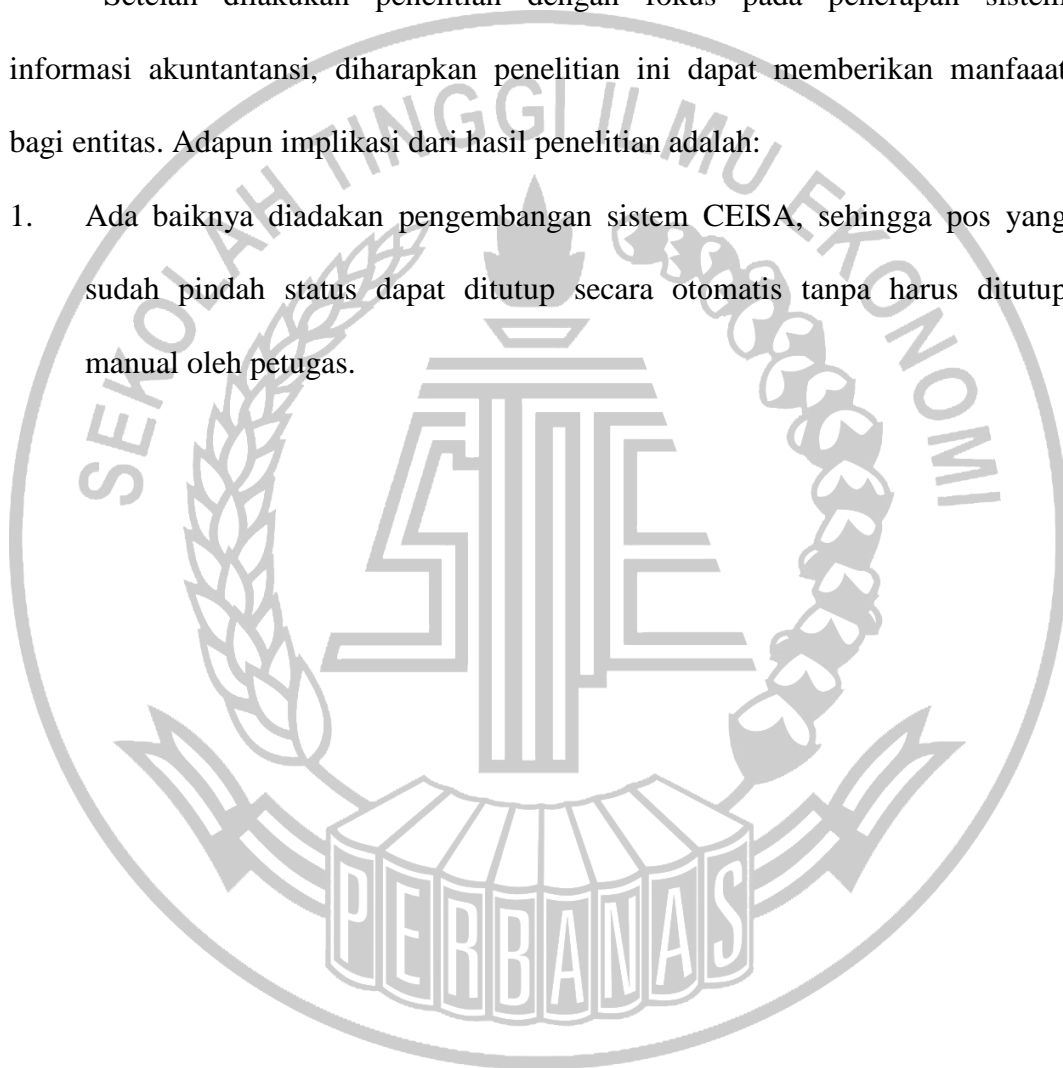 Setelah dilakukan penelitian dengan fokus pada penerapan sistem
informasi akuntantansi, diharapkan penelitian ini dapat memberikan manfaaat
bagi entitas. Adapun implikasi dari hasil penelitian adalah:
1. Ada baiknya diadakan pengembangan sistem CEISA, sehingga pos yang
sudah pindah status dapat ditutup secara otomatis tanpa harus ditutup
manual oleh petugas.
SEKOLAH TINGGI ILMU EKONOMI
STIE
PERBANAS